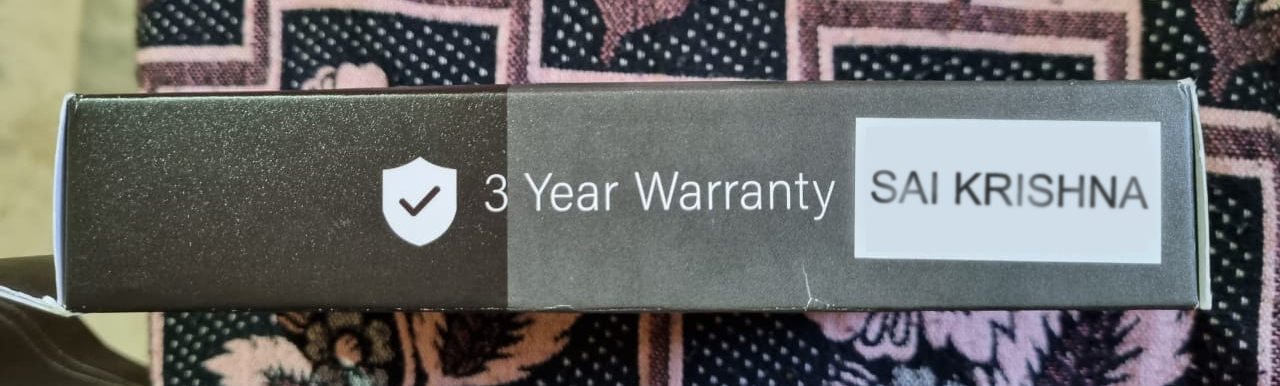 3 Year Warranty
SAI KRISHNA